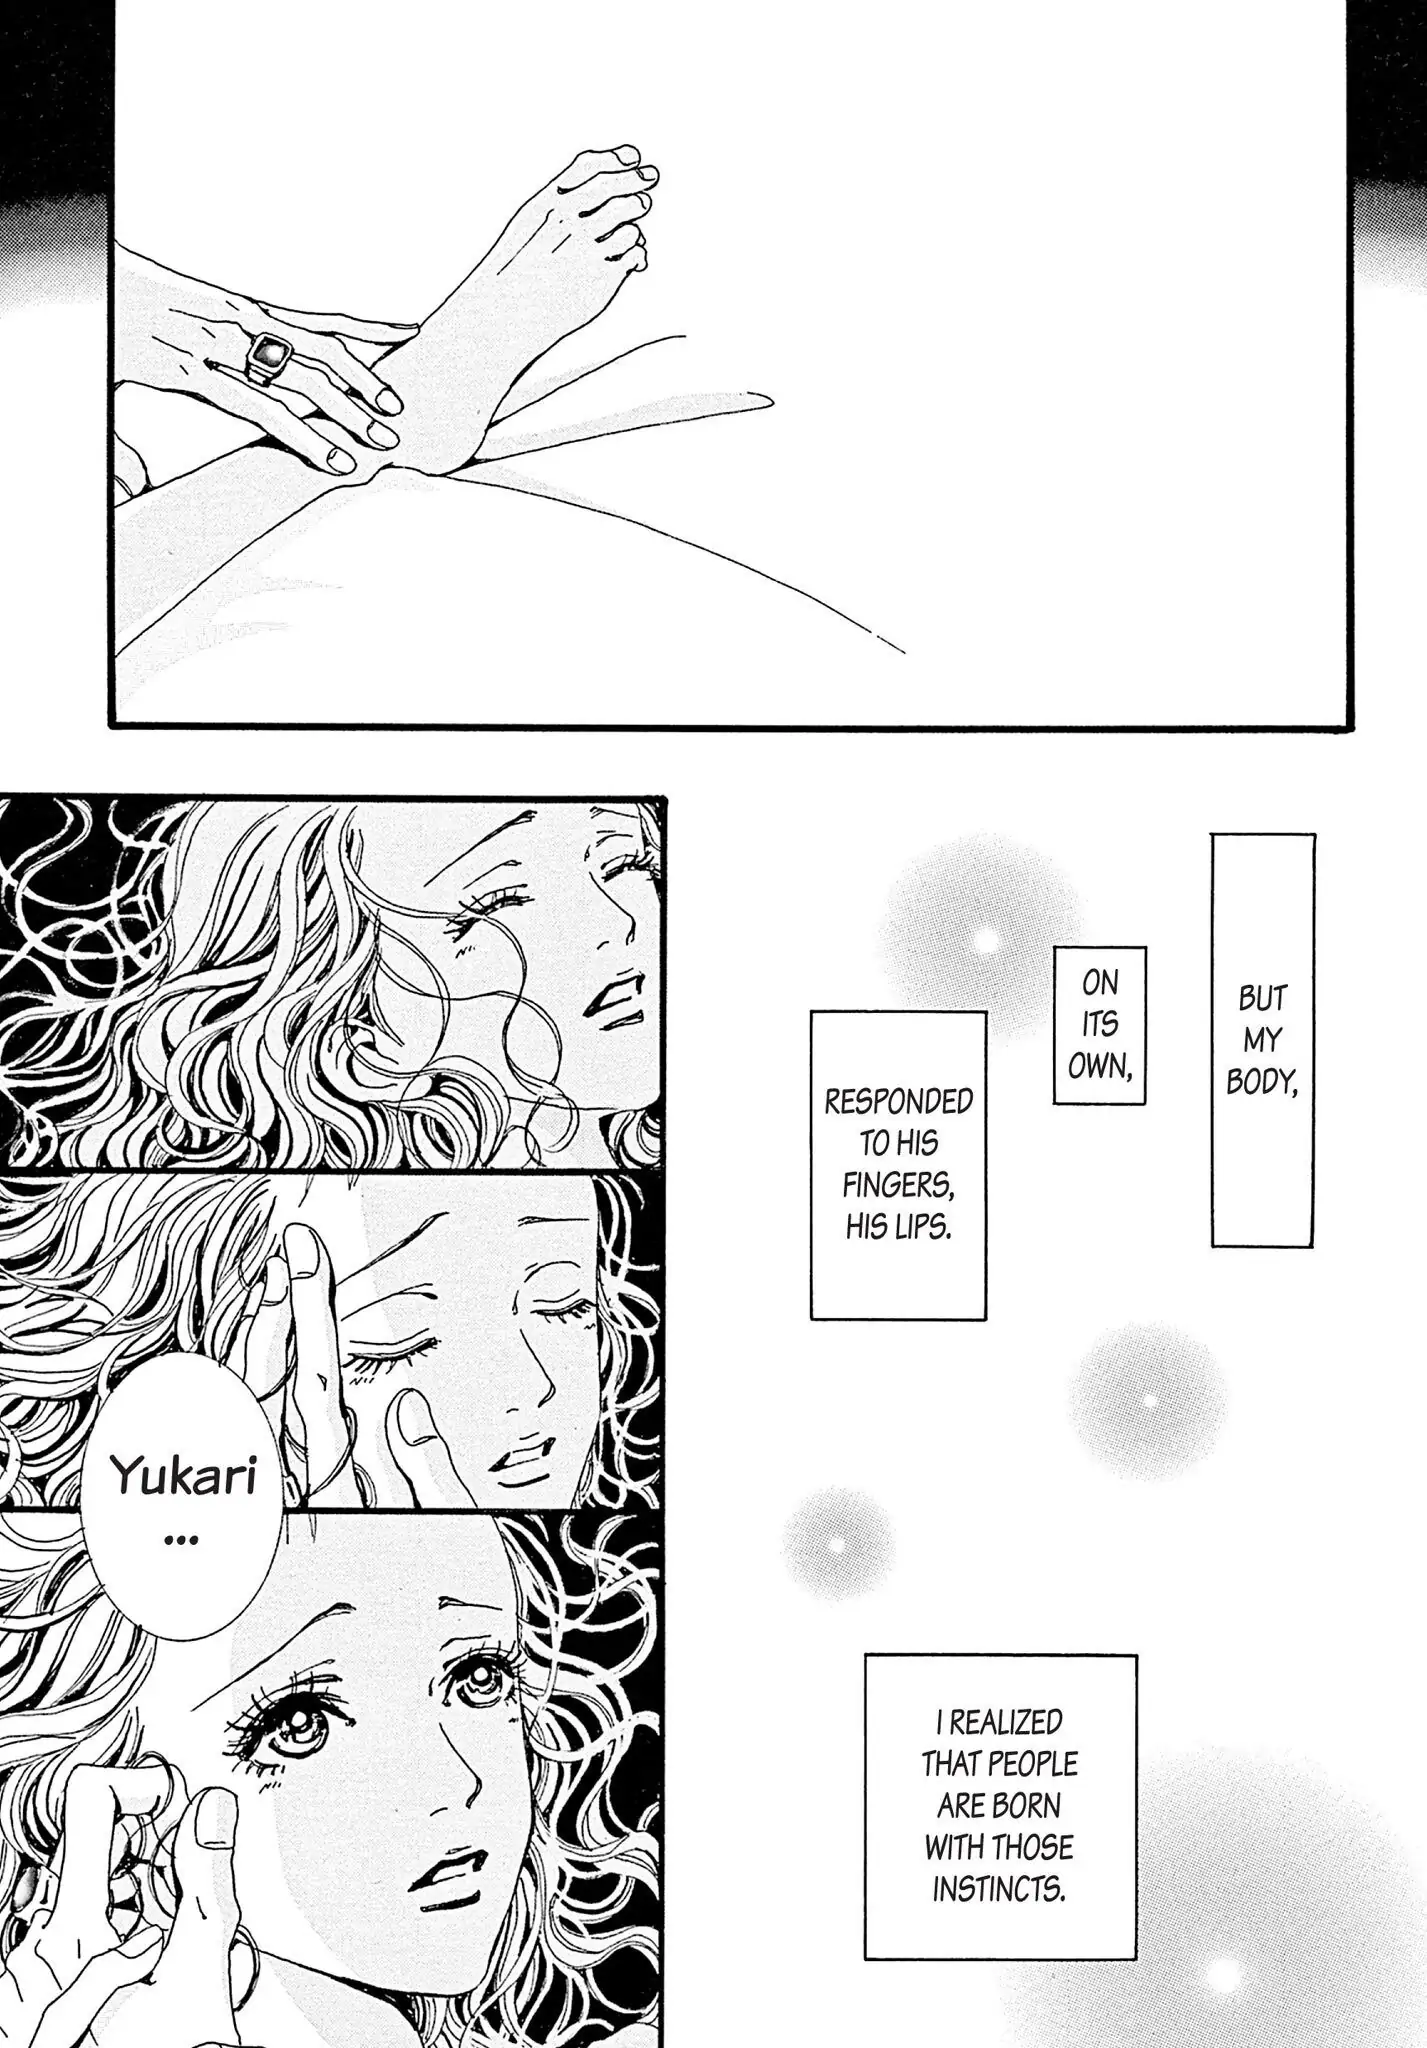 BUT
MY
BODY,
ON
ITS
OWN,
RESPONDED
TO HIS
FINGERS,
HIS LIPS.
Yukari
...
I REALIZED
THAT PEOPLE
ARE BORN
WITH THOSE
INSTINCTS.